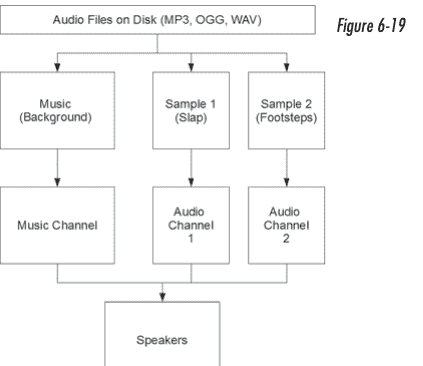 Audio Files on Disk (MP3, OGG, WAV)
Figure 6-19
Music
(Background)
Sample 1
(Slap)
Sample 2
(Footsteps)
Music Channel
Audio
Channel
1
Audio
Channel
2
Speakers